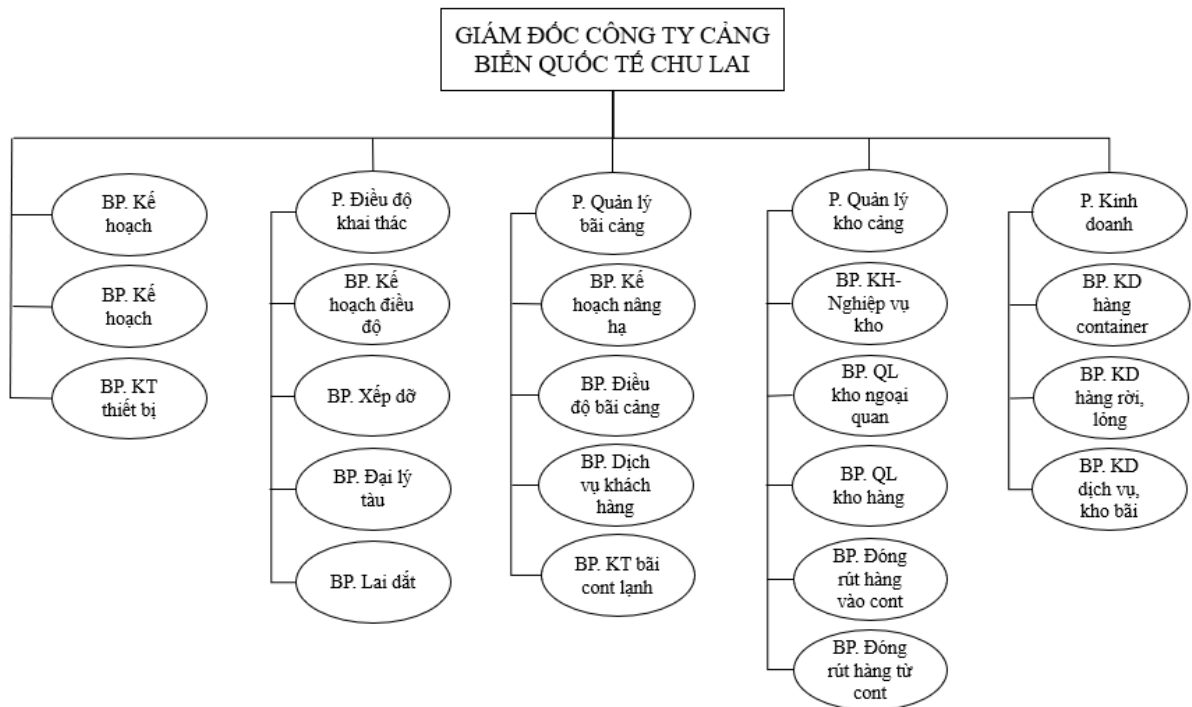 GIÁM ĐỐC CÔNG TY CẢNG
BIỂN QUỐC TẾ CHU LAI
BP. Kế
hoạch
BP. Kế
hoạch
BP. KT
thiết bị
P. Điều độ
khai thác
BP. Kế
hoạch điều
độ
BP. Xếp dỡ
BP. Đại lý
tàu
BP. Lai dắt
P. Quản lý
bãi cảng
BP. Kế
hoạch nâng
hạ
BP. Điều
độ bãi cảng
BP. Dịch
vụ khách
hàng
BP. KT bãi
cont lạnh
P. Quản lý
kho cảng
BP. KH-
Nghiệp vụ
kho
BP. QL
kho ngoại
quan
BP. QL
kho hàng
BP. Đóng
rút hàng
vào cont
BP. Đóng
rút hàng từ
cont
P. Kinh
doanh
BP. KD
hàng
container
BP. KD
hàng rời,
lỏng
BP. KD
dịch vụ,
kho bãi